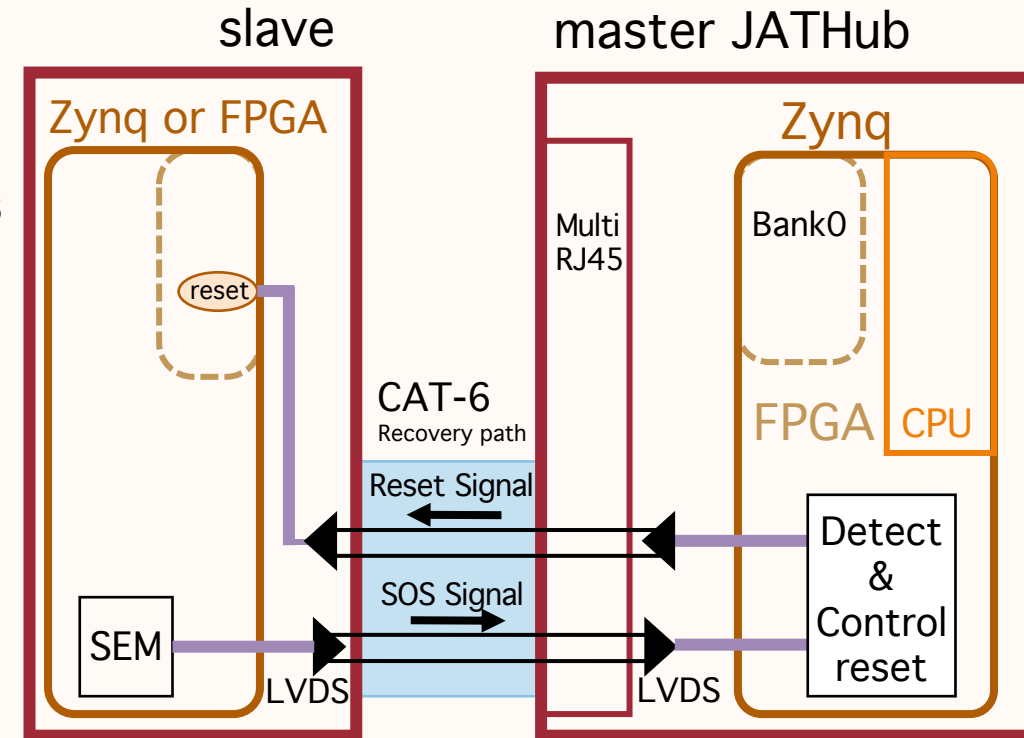 slave
master JATHub
Zynq or FPGA
Zynq
Multi
RJ45
Bank0
reset
CAT-6
Recovery path
FPGA
CPU
Reset Signal
Detect
&
Control
reset
SOS Signal
SEM
LVDS
LVDS